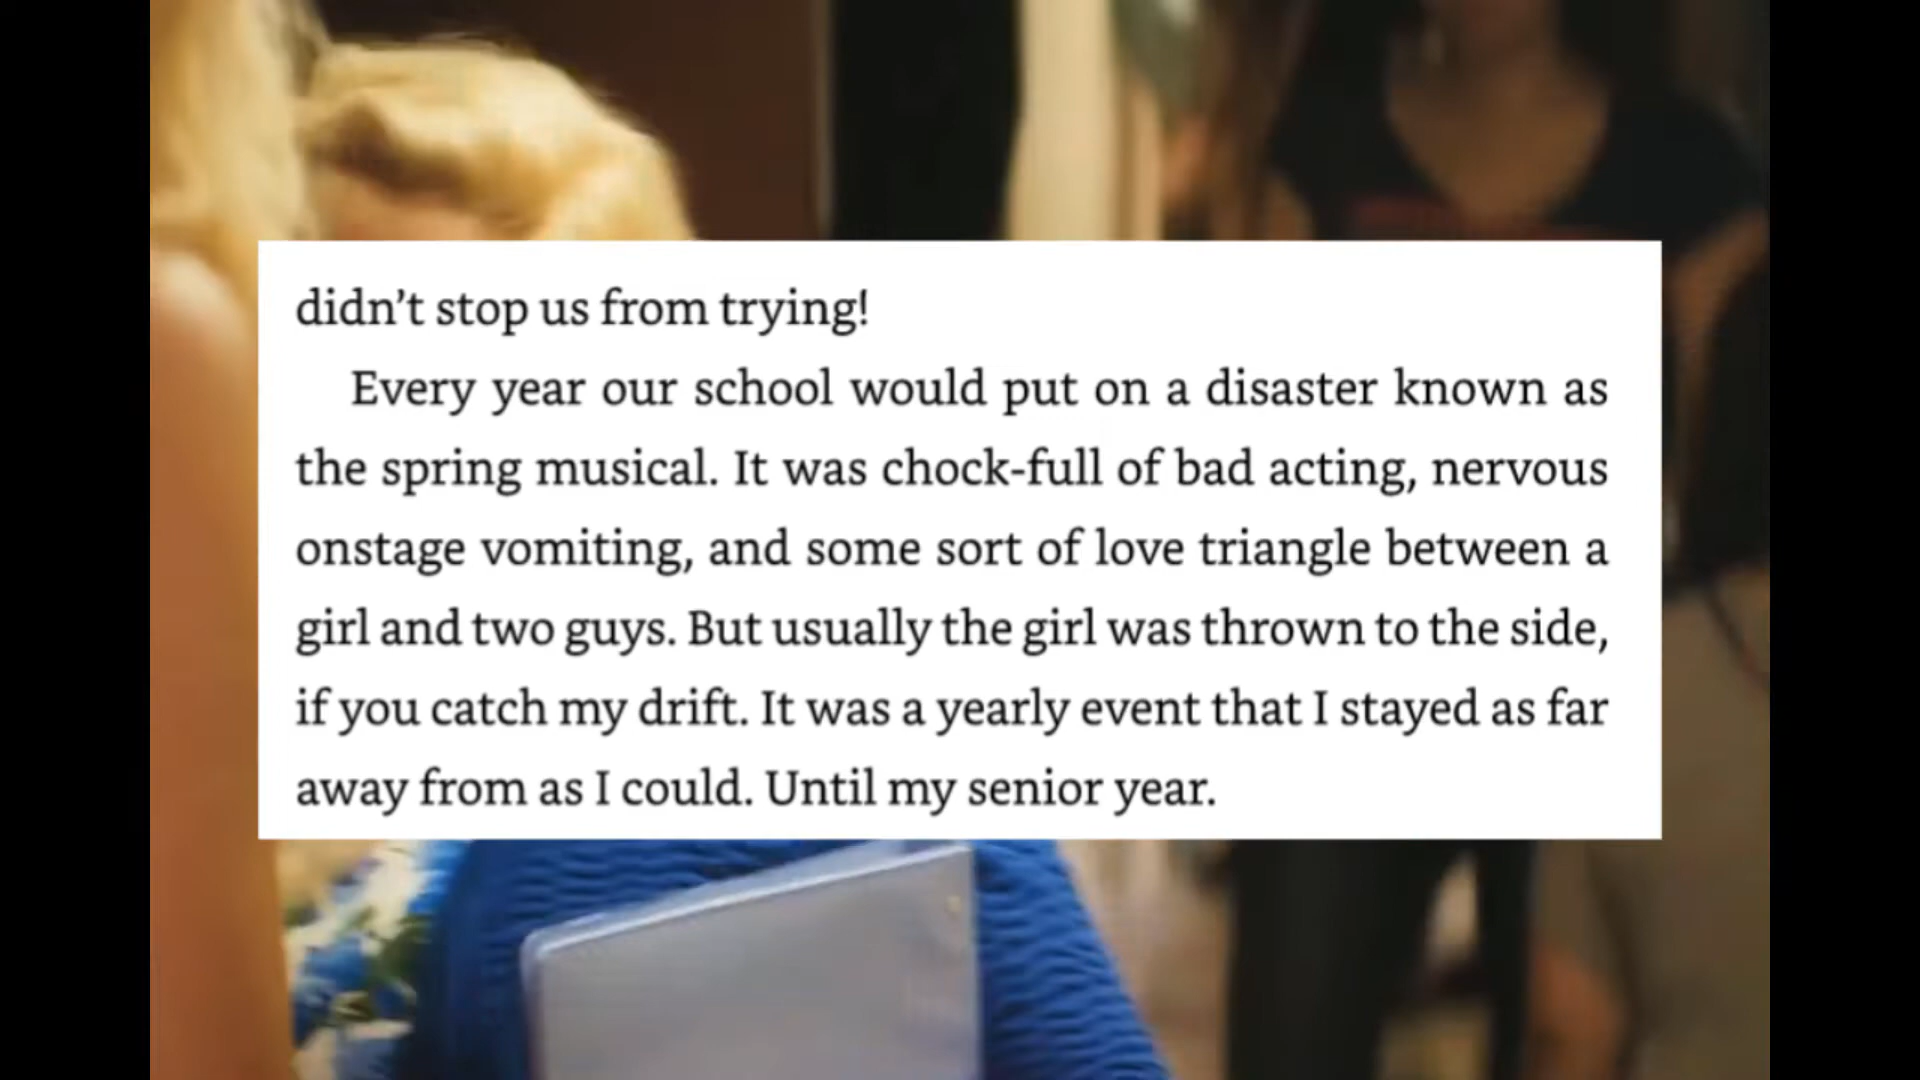 didn't stop us from trying!
Every year our school would put on a disaster known as
the spring musical. It was chock-full of bad acting, nervous
onstage vomiting, and some sort of love triangle between a
girl and two guys. But usually the girl was thrown to the side,
if you catch my drift. It was a yearly event that I stayed as far
away from as I could. Until my senior year.